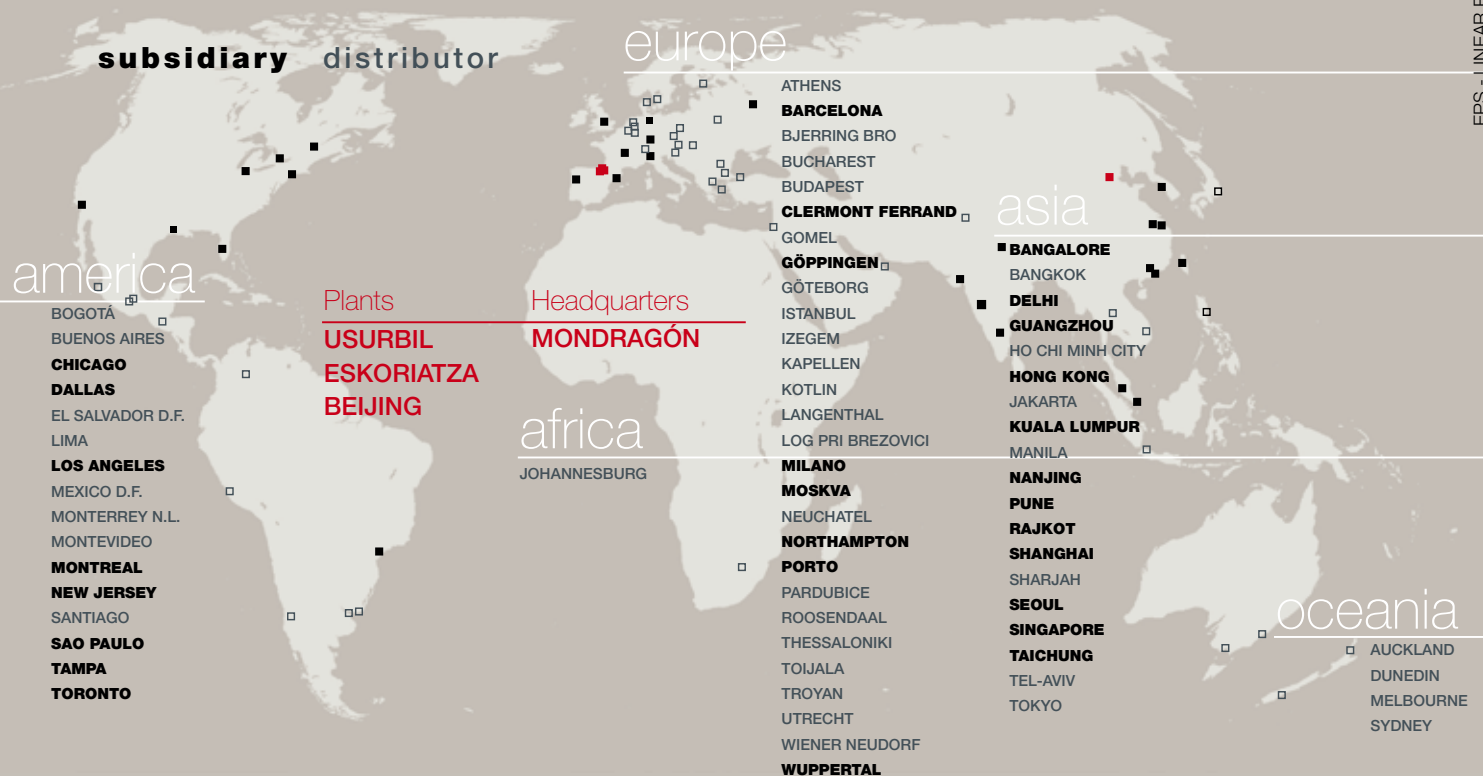 subsidiary distributor
europe
ATHENS
BARCELONA
BJERRING BRO
BUCHAREST
BUDAPEST
CLERMONT FERRAND
GOMEL
GÖPPINGEN
GÖTEBORG
ISTANBUL
IZEGEM
KAPELLEN
KOTLIN
LANGENTHAL
LOG PRI BREZOVICI
MILANO
MOSKVA
NEUCHATEL
NORTHAMPTON
PORTO
PARDUBICE
ROOSENDAAL
THESSALONIKI
TOIJALA
TROYAN
UTRECHT
WIENER NEUDORF
WUPPERTAL
asia
BANGALORE
BANGKOK
DELHI
GUANGZHOU
HO CHI MINH CITY
HONG KONG
JAKARTA
KUALA LUMPUR
MANILA
NANJING
PUNE
RAJKOT
SHANGHAI
SHARJAH
SEOUL
SINGAPORE
TAICHUNG
TEL-AVIV
TOKYO
america
BOGOTÁ
BUENOS AIRES
CHICAGO
DALLAS
EL SALVADOR D.F.
LIMA
LOS ANGELES
MEXICO D.F.
MONTERREY N.L.
MONTEVIDEO
MONTREAL
NEW JERSEY
SANTIAGO
SAO PAULO
TAMPA
TORONTO
Plants
USURBIL
ESKORIATZA
BEIJING
Headquarters
MONDRAGÓN
africa
JOHANNESBURG
oceania
AUCKLAND
DUNEDIN
MELBOURNE
SYDNEY
- LINEAR